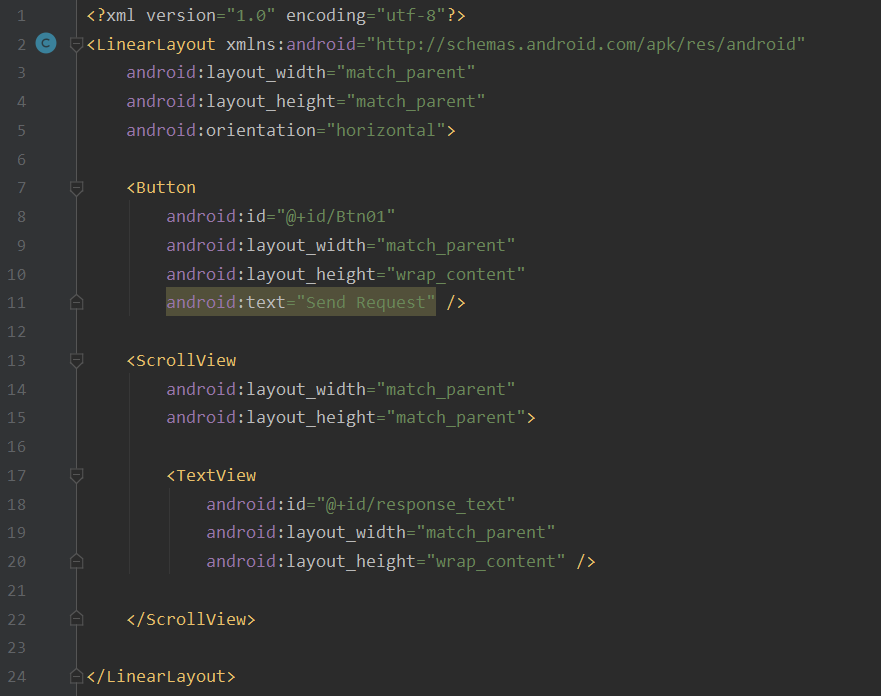 1 <?xml version="1.0" encoding="utf-8"?>
2 C <LinearLayout xmlns:android="http://schemas.android.com/apk/res/android"
3     android:layout_width="match_parent"
4     android:layout_height="match_parent"
5     android:orientation="horizontal">
6
7     <Button
8         android:id="@+id/Btn01"
9         android:layout_width="match_parent"
10         android:layout_height="wrap_content"
11         android:text="Send Request" />
12
13     <ScrollView
14         android:layout_width="match_parent"
15         android:layout_height="match_parent">
16
17         <TextView
18             android:id="@+id/response_text"
19             android:layout_width="match_parent"
20             android:layout_height="wrap_content" />
21
22     </ScrollView>
23
24 </LinearLayout>